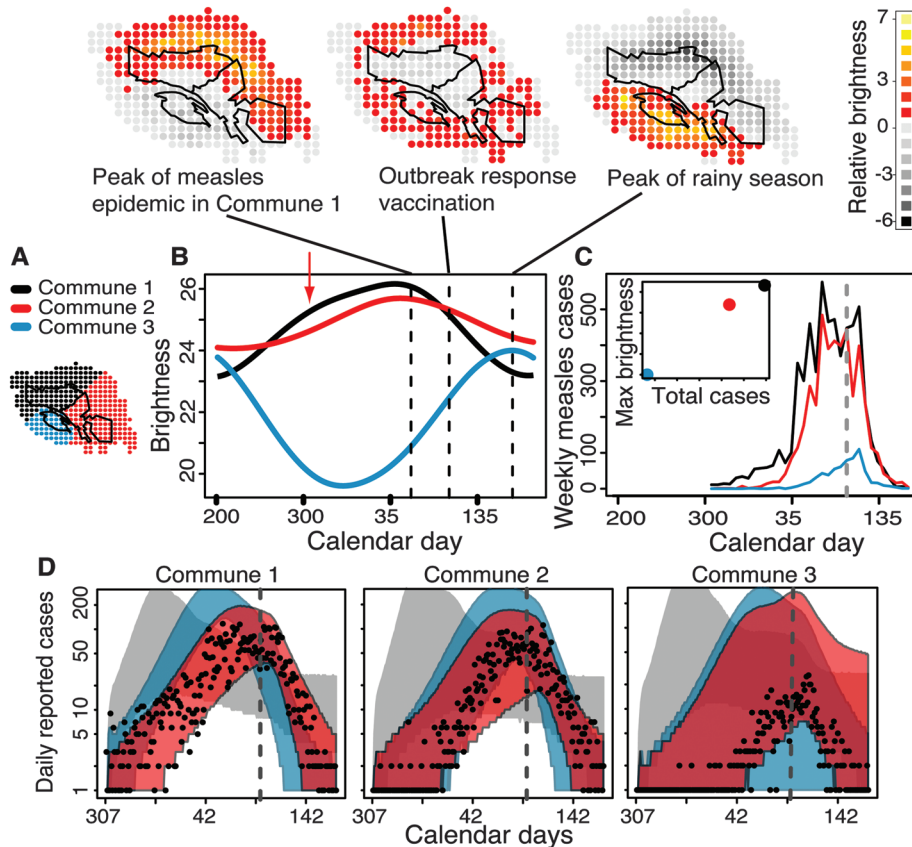 7
3
0
-3
-6
Relative brightness
Peak of measles
epidemic in Commune 1
Outbreak response
vaccination
Peak of rainy season
A
Commune 1
Commune 2
Commune 3
B
26
24
22
20
Brightness
200
300
35
135
Calendar day
C
500
300
100
0
Weekly measles cases
Max brightness
Total cases
200
300
35
135
Calendar day
D
Commune 1
Commune 2
Commune 3
200
50
10
5
1
Daily reported cases
307
42
142
307
42
142
307
42
142
Calendar days